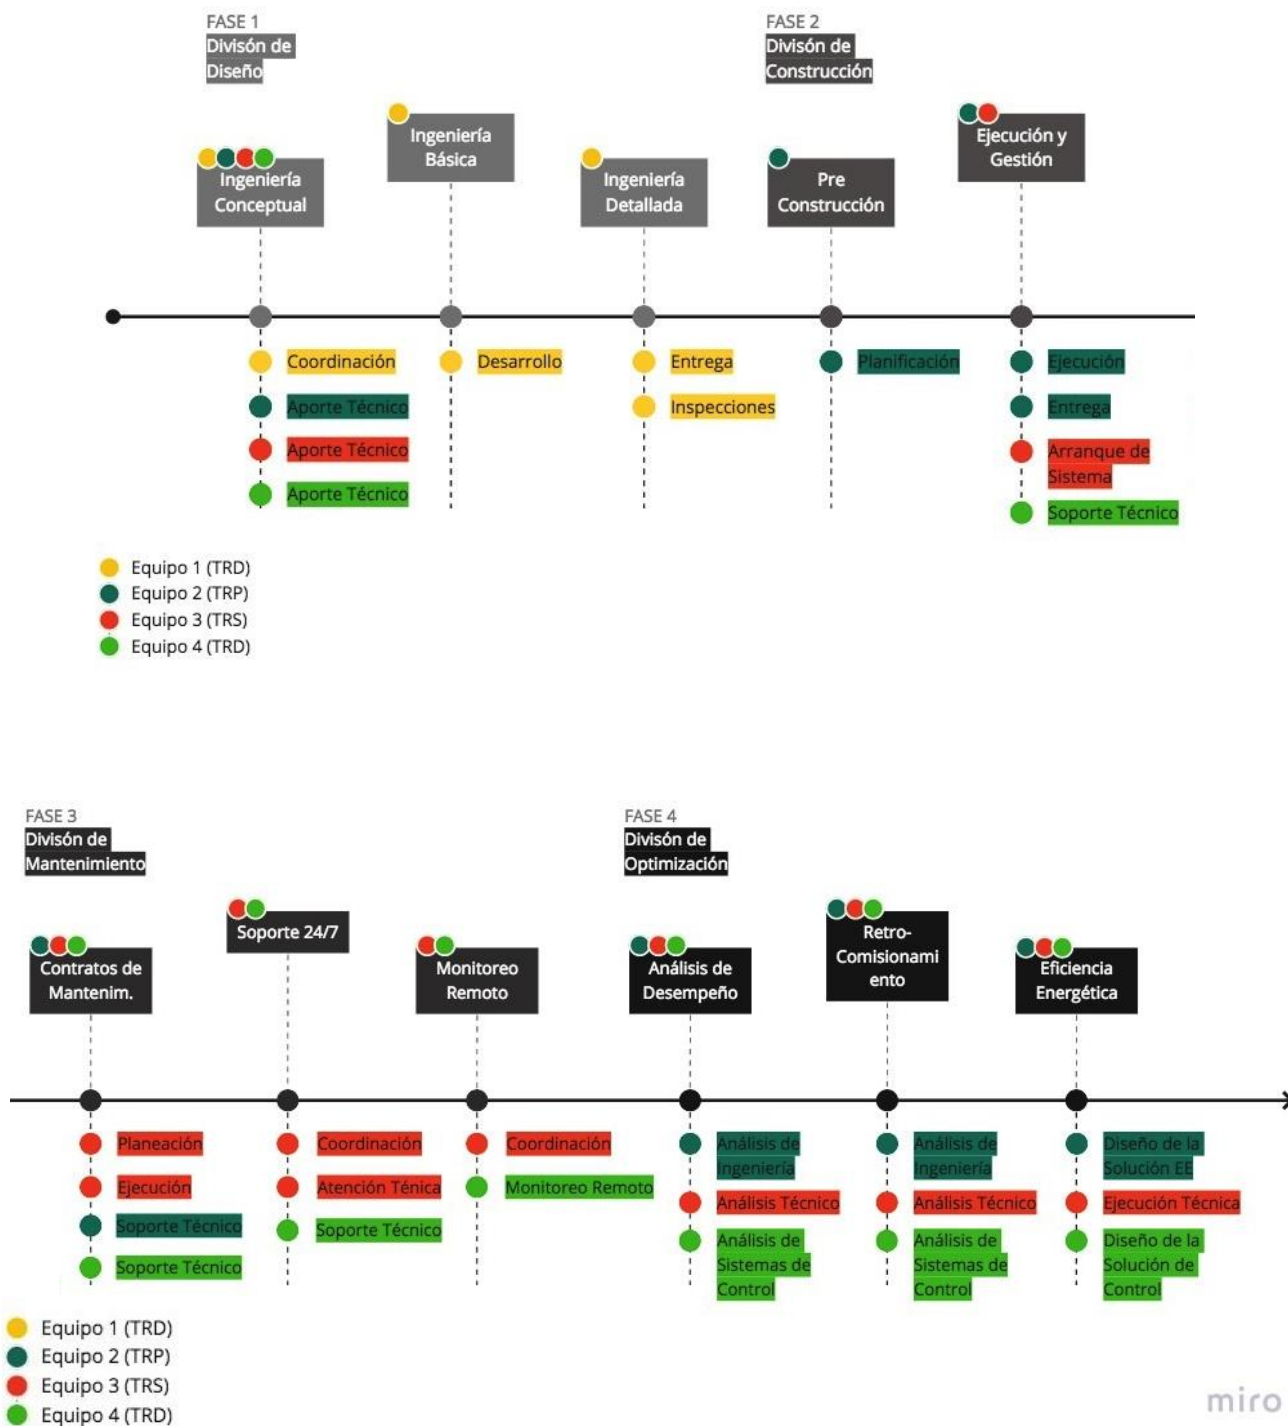 FASE 1
Divisón de
Diseño
FASE 2
Divisón de
Construcción
Ingeniería
Conceptual
Ingeniería
Básica
Ingeniería
Detallada
Pre
Construcción
Ejecución y
Gestión
Coordinación
Aporte Técnico
Aporte Técnico
Aporte Técnico
Desarrollo
Entrega
Inspecciones
Planificación
Ejecución
Entrega
Arranque de
Sistema
Soporte Técnico
Equipo 1 (TRD)
Equipo 2 (TRP)
Equipo 3 (TRS)
Equipo 4 (TRD)
FASE 3
Divisón de
Mantenimiento
FASE 4
Divisón de
Optimización
Contratos de
Mantenim.
Soporte 24/7
Monitoreo
Remoto
Análisis de
Desempeño
Retro-
Comisionami
ento
Eficiencia
Energética
Planeación
Ejecución
Soporte Técnico
Soporte Técnico
Coordinación
Atención Ténica
Soporte Técnico
Coordinación
Monitoreo Remoto
Análisis de
Ingeniería
Análisis Técnico
Análisis de
Sistemas de
Control
Análisis de
Ingeniería
Análisis Técnico
Análisis de
Sistemas de
Control
Diseño de la
Solución EE
Ejecución Técnica
Diseño de la
Solución de
Control
Equipo 1 (TRD)
Equipo 2 (TRP)
Equipo 3 (TRS)
Equipo 4 (TRD)
miro